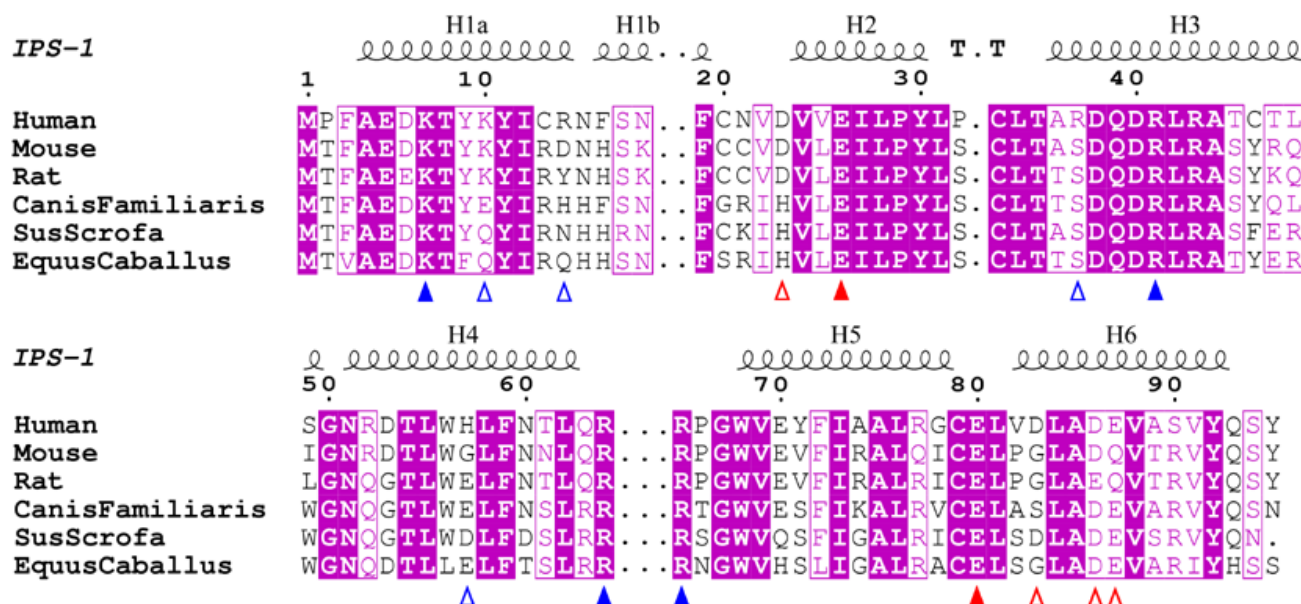 H1a H1b H2 H3
IPS-1 .. T.T
1 10 20 30 40
Human MPFAEDKTYKYICRNFSN..FCNVDVVEILPYLP.CLTARDQDRLRATCTL
Mouse MTFAEDKTYKYIRDNHSK..FCCVDVLEILPYLS.CLTASDQDRLRASYRQ
Rat MTFAEEKTYKYIRYNHSK..FCCVDVLEILPYLS.CLTTSDQDRLRASYKQ
CanisFamiliaris MTFAEDKTYEYIRHHFSN..FGRIHVLEILPYLS.CLTTSDQDRLRASYQL
SusScrofa MTFAEDKTYQYIRNHHRN..FCKIHVLEILPYLS.CLTASDQDRLRASFER
EquusCaballus MTVAEDKTFQYIRQHHSN..FSRIHVLEILPYLS.CLTTSDQDRLRATYER
H4 H5 H6
IPS-1
50 60 70 80 90
Human SGNRDTLWHLFNTLQR...RPGWVEYFIAALRGCELVDLADEVASVYQSY
Mouse IGNRDTLWGLFNNLQR...RPGWVEVFIRALQICELPGLADQVTRVYQSY
Rat LGNQGTLWELFNTLQR...RPGWVEVFIRALRICELPGLAEQVTRVYQSY
CanisFamiliaris WGNQGTLWELFNSLRR...RTGWVESFIKALRVCELASLADEVARVYQSN
SusScrofa WGNQGTLWDLFDSLRR...RSGWVQSFIGALRICELSDLADEVSRVYQN.
EquusCaballus WGNQDTLLELFTSLRR...RNGWVHSLIGALRACELSGLADEVARIYHSS